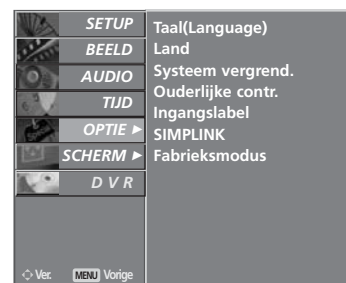 SETUP
BEELD
AUDIO
TIJD
OPTIE ►
SCHERM ►
D V R
Taal(Language)
Land
Systeem vergrend.
Ouderlijke contr.
Ingangslabel
SIMPLINK
Fabrieksmodus
Ver. MENU Vorige